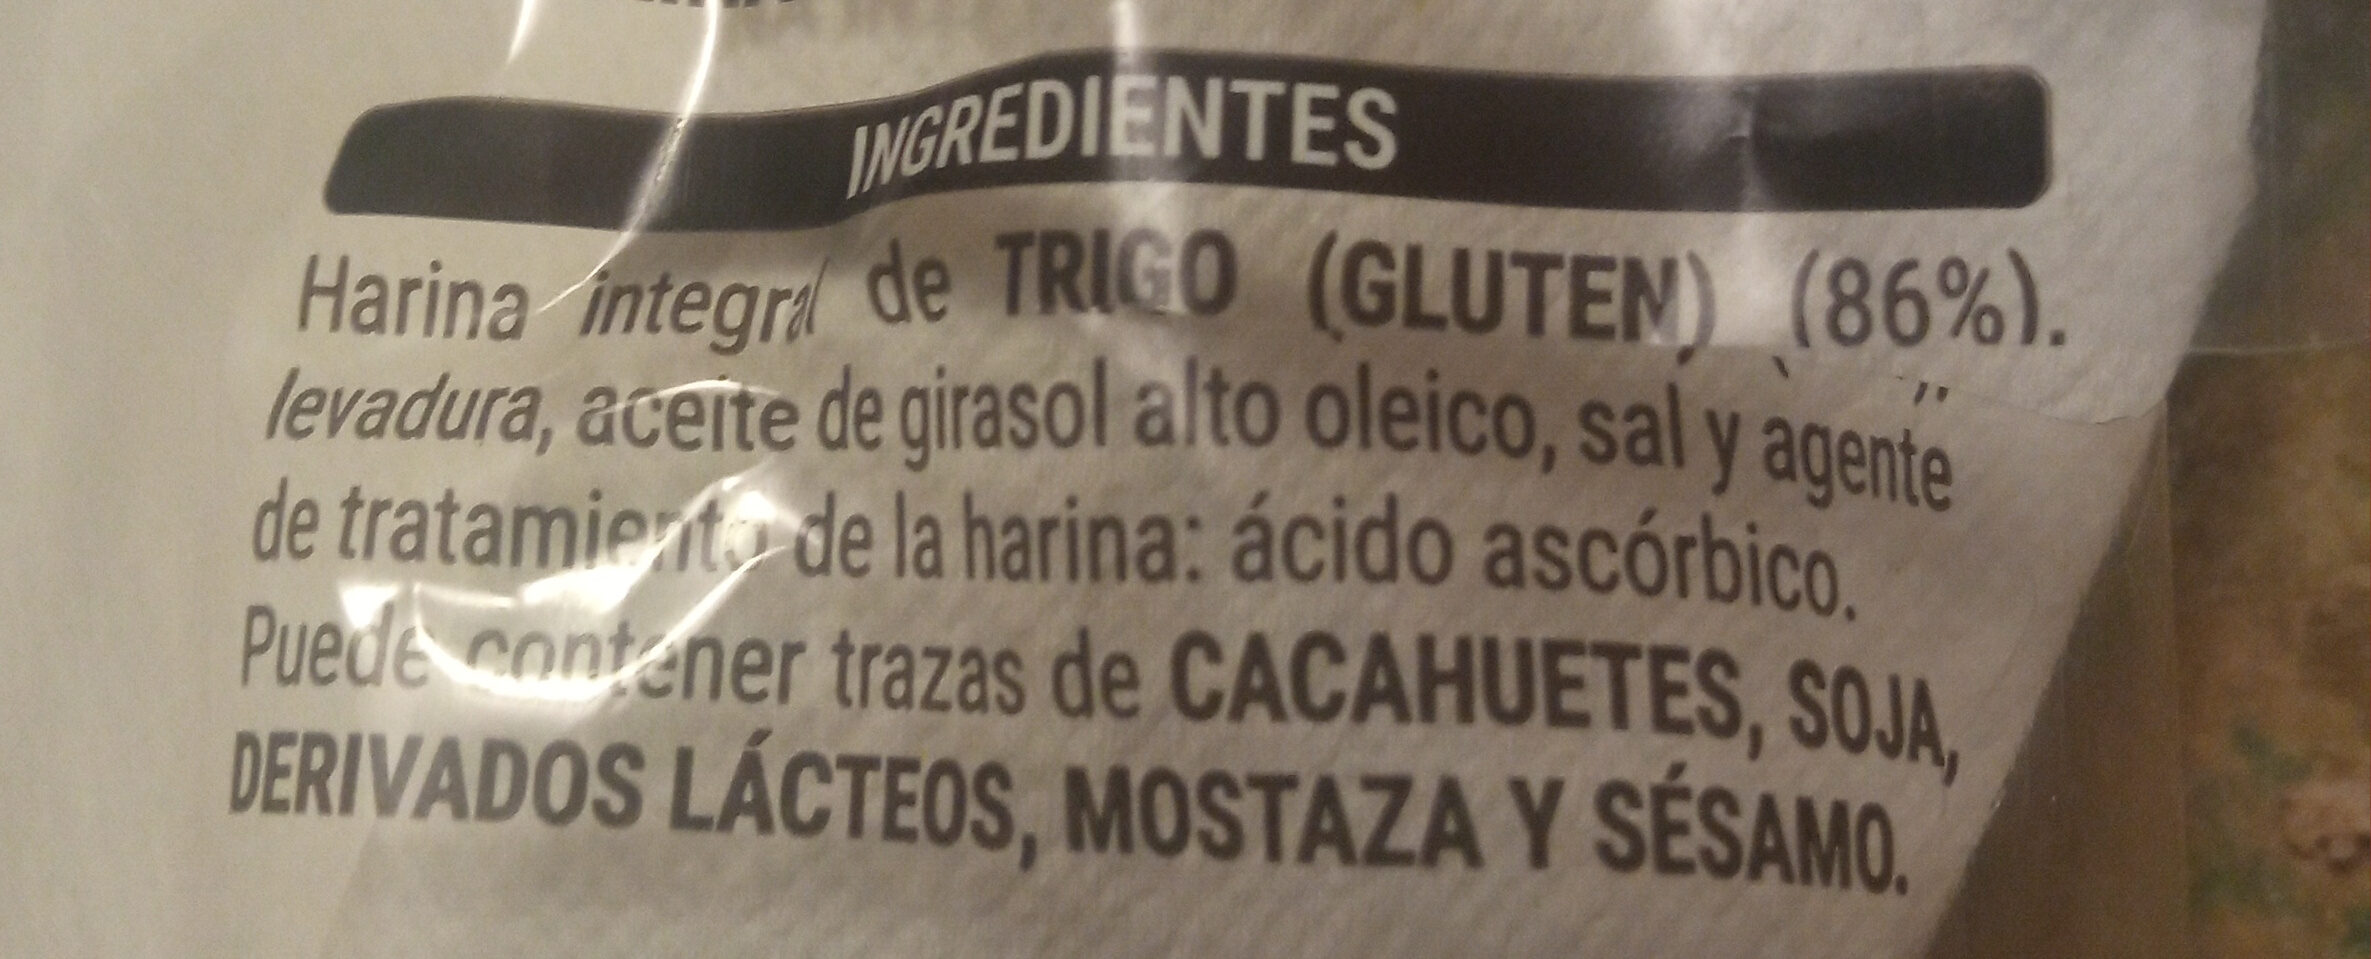 INGREDIENTES
Harina integral de TRIGO (GLUTEN) (86%).
levadura, aceite de girasol alto oleico, sal y agente
de tratamiento de la harina: ácido ascórbico.
Puede contener trazas de CACAHUETES, SOJA,
DERIVADOS LÁCTEOS, MOSTAZA Y SÉSAMO.